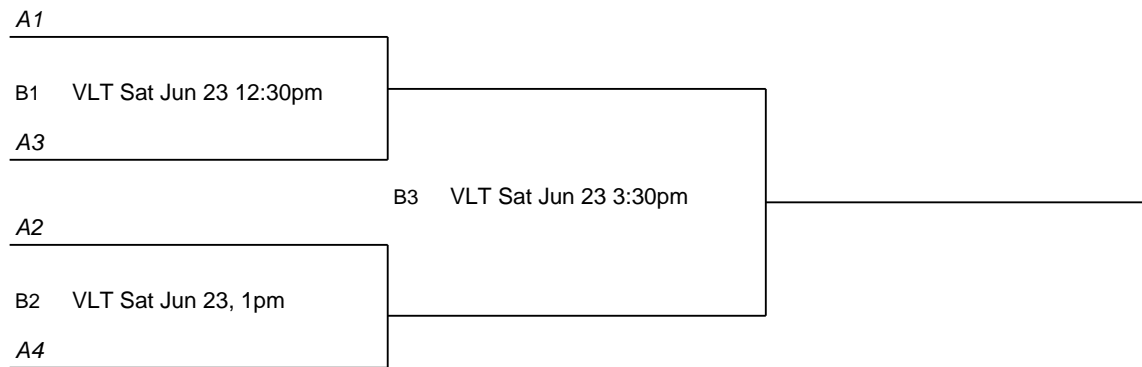 A1
B1 VLT Sat Jun 23 12:30pm
A3
B3 VLT Sat Jun 23 3:30pm
A2
B2 VLT Sat Jun 23, 1pm
A4